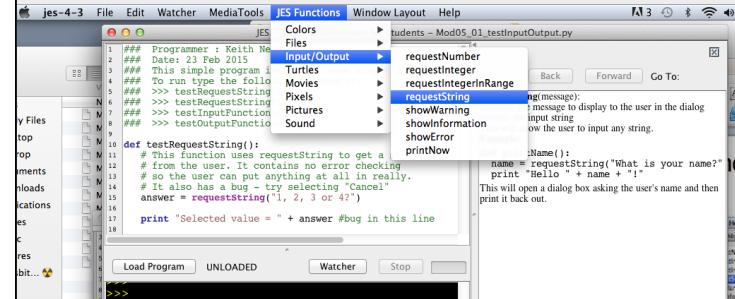 jes-4-3 File Edit Watcher MediaTools JES Functions Window Layout Help 3
JES
udents – Mod05_01_testInputOutput.py
Colors
Files
Input/Output
Turtles
Movies
Pixels
Pictures
Sound
requestNumber
requestInteger
requestIntegerInRange
requestString
showWarning
showInformation
showError
printNow
1 ### Programmer : Keith Ne
2 ### Date: 23 Feb 2015
3 ### This simple program i
4 ### To run type the follo
5 ### >>> testRequestString
6 ### >>> testRequestString
7 ### >>> testInputFunction
8 ### >>> testOutputFunctio
9
10 def testRequestString():
11 # This function uses requestString to get a
12 # from the user. It contains no error checking
13 # so the user can put anything at all in really.
14 # It also has a bug - try selecting "Cancel"
15 answer = requestString("1, 2, 3 or 4?")
16
17 print "Selected value = " + answer #bug in this line
18
Load Program UNLOADED Watcher Stop
>>>
>>>
Back Forward Go To:
ng(message):
message to display to the user in the dialog
input string
ow the user to input any string.
Name():
name = requestString("What is your name?"
print "Hello " + name + "!"
This will open a dialog box asking the user's name and then
print it back out.
y Files
top
rop
ments
nloads
ications
es
c
res
sbit...